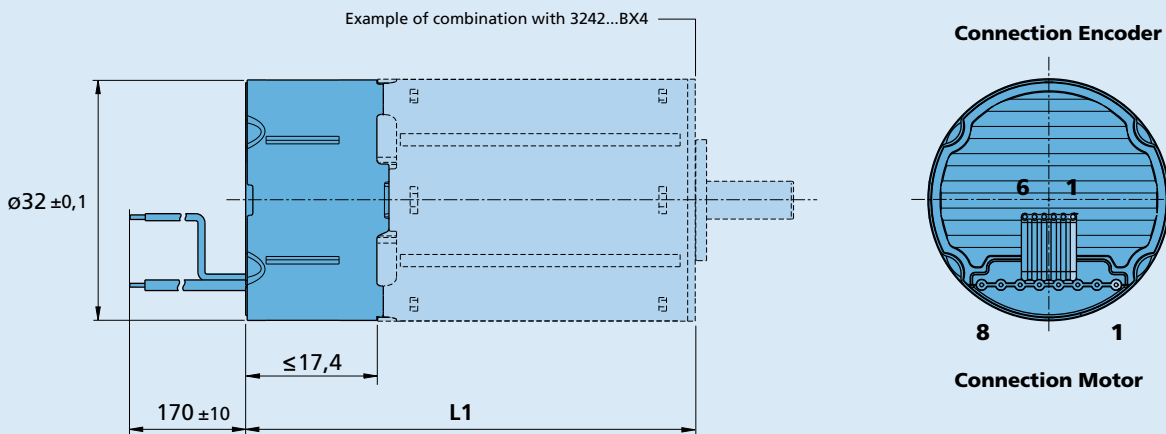 Example of combination with 3242...BX4
Connection Encoder
ø32 ±0,1
6 1
8 1
≤17,4
170 ±10
L1
Connection Motor